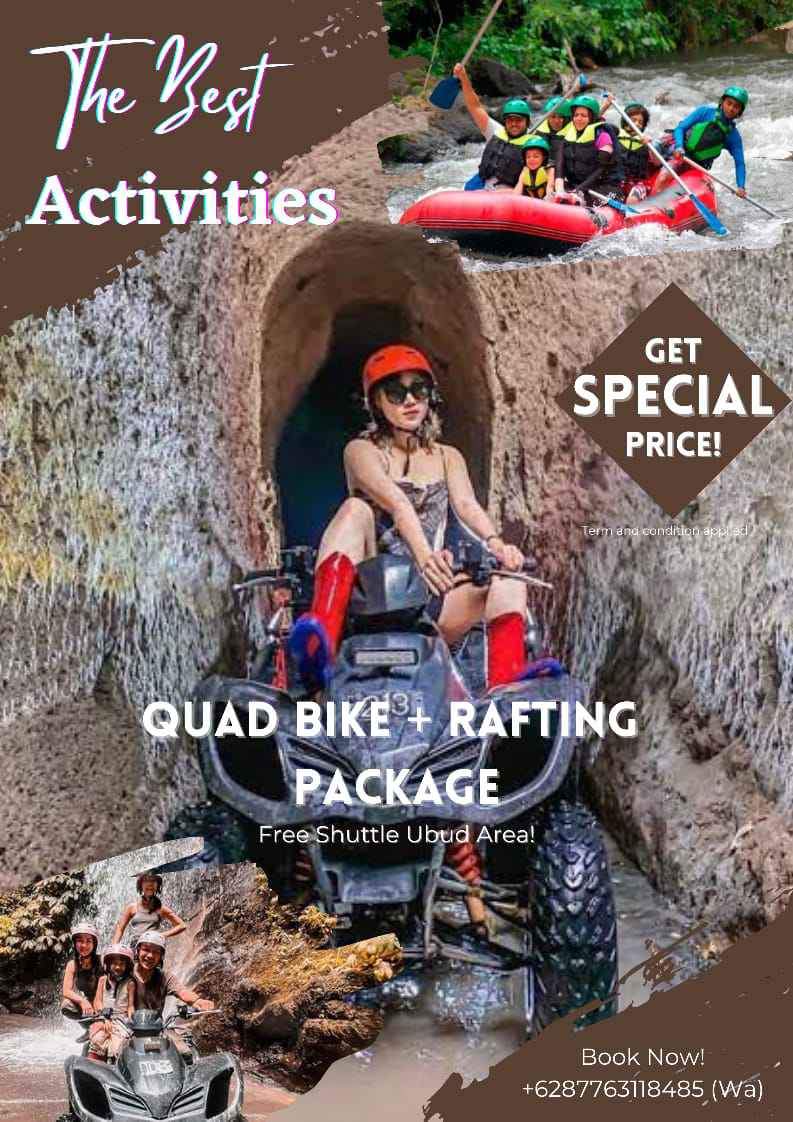 The Best
Activities
GET
SPECIAL
PRICE!
Term and condition applied
QUAD BIKE + RAFTING
PACKAGE
Free Shuttle Ubud Area!
Book Now!
+6287763118485 (Wa)